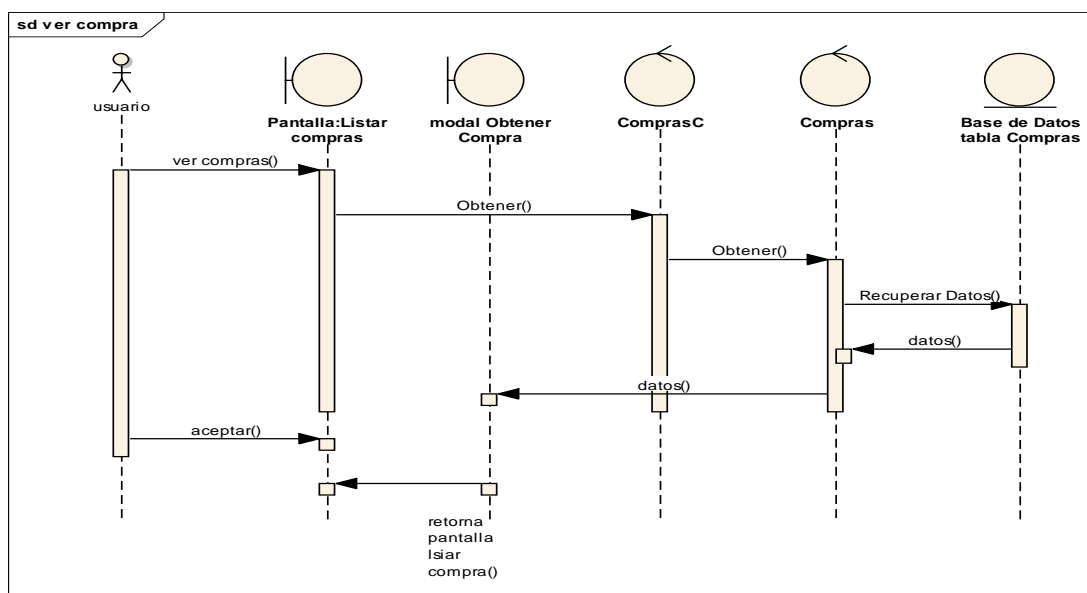 sd ver compra
usuario
Pantalla:Listar
compras
modal Obtener
Compra
ComprasC
Compras
Base de Datos
tabla Compras
ver compras()
Obtener()
Obtener()
Recuperar Datos()
datos()
datos()
aceptar()
retorna
pantalla
lsiar
compra()